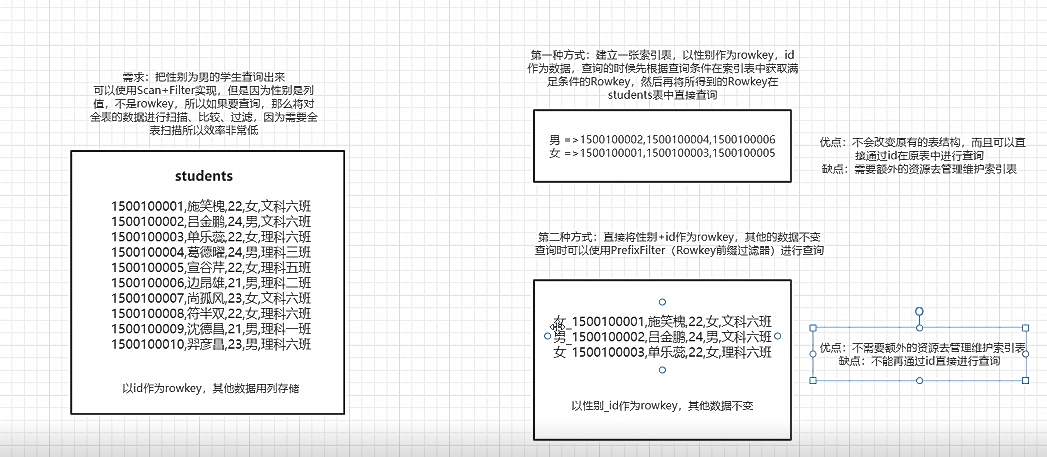 需求：把性别为男的学生查询出来
可以使用Scan+Filter实现，但是因为性别是列
值，不是rowkey，所以如果要查询，那么将对
全表的数据进行扫描、比较、过滤，因为需要全
表扫描所以效率非常低
students
1500100001,施笑槐,22,女,文科六班
1500100002,吕金鹏,24,男,文科六班
1500100003,单乐蕊,22,女,理科六班
1500100004,葛德曜,24,男,理科三班
1500100005,宣谷芹,22,女,理科五班
1500100006,边昂雄,21,男,理科二班
1500100007,尚孤风,23,女,文科六班
1500100008,符半双,22,女,理科六班
1500100009,沈德昌,21,男,理科一班
1500100010,羿彦昌,23,男,理科六班
以id作为rowkey，其他数据用列存储
第一种方式：建立一张索引表，以性别作为rowkey，id
作为数据，查询的时候先根据查询条件在索引表中获取满
足条件的Rowkey，然后再将所得到的Rowkey在
students表中直接查询
男 =>1500100002,1500100004,1500100006
女 =>1500100001,1500100003,1500100005
优点：不会改变原有的表结构，而且可以直
接通过id在原表中进行查询
缺点：需要额外的资源去管理维护索引表
第二种方式：直接将性别+id作为rowkey，其他的数据不变
查询时可以使用PrefixFilter（Rowkey前缀过滤器）进行查询
女_1500100001,施笑槐,22,女,文科六班
男_1500100002,吕金鹏,24,男,文科六班
女_1500100003,单乐蕊,22,女,理科六班
以性别_id作为rowkey，其他数据不变
优点：不需要额外的资源去管理维护索引表
缺点：不能再通过id直接进行查询